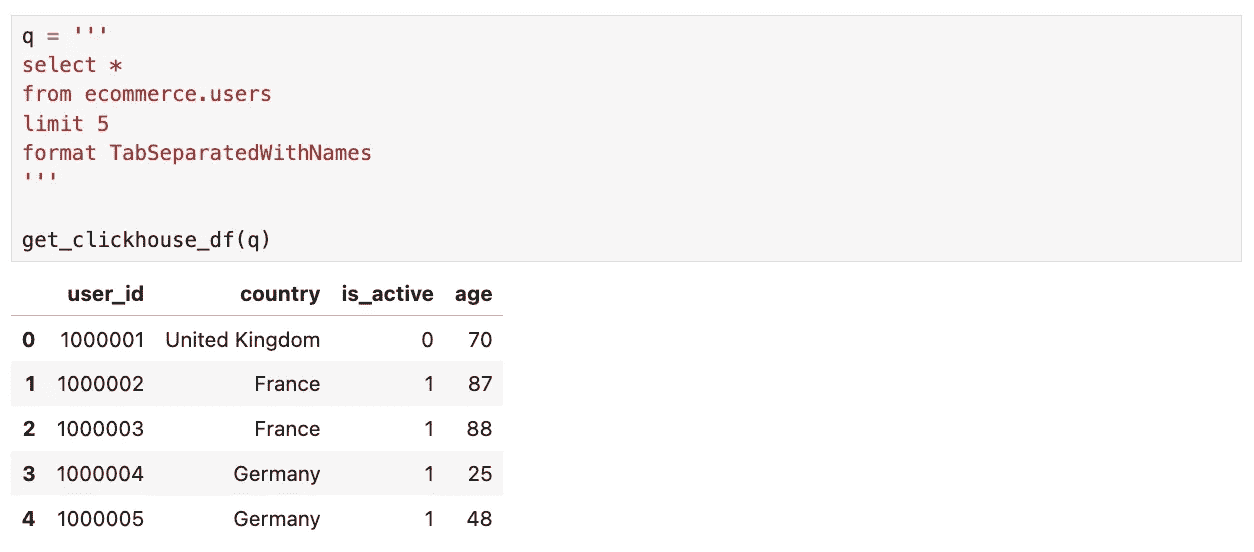 q = '''
select *
from ecommerce.users
limit 5
format TabSeparatedWithNames
'''
get_clickhouse_df(q)
user_id country is_active age
0 1000001 United Kingdom 0 70
1 1000002 France 1 87
2 1000003 France 1 88
3 1000004 Germany 1 25
4 1000005 Germany 1 48